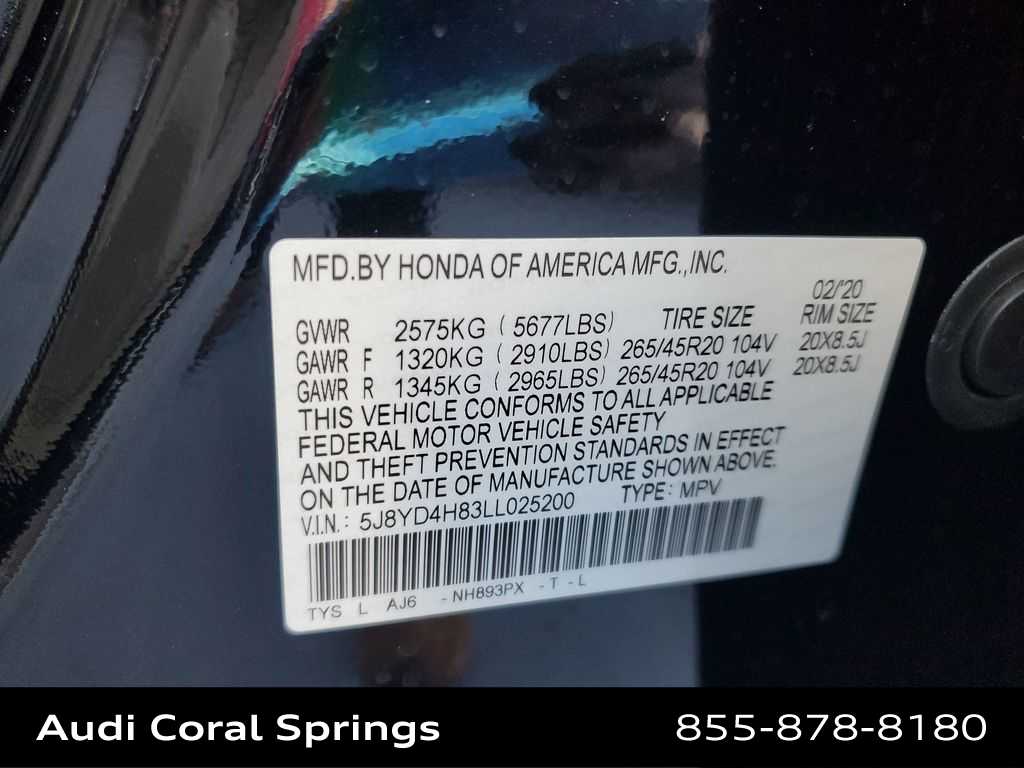 MFD.BY HONDA OF AMERICA MFG.,INC.
02/'20
GVWR 2575KG ( 5677LBS) TIRE SIZE RIM SIZE
GAWR F 1320KG ( 2910LBS) 265/45R20 104V 20X8.5J
GAWR R 1345KG ( 2965LBS) 265/45R20 104V 20X8.5J
THIS VEHICLE CONFORMS TO ALL APPLICABLE
FEDERAL MOTOR VEHICLE SAFETY
AND THEFT PREVENTION STANDARDS IN EFFECT
ON THE DATE OF MANUFACTURE SHOWN ABOVE.
V.I.N.: 5J8YD4H83LL025200 TYPE: MPV
TYS L AJ6 - NH893PX - T - L
Audi Coral Springs 855-878-8180